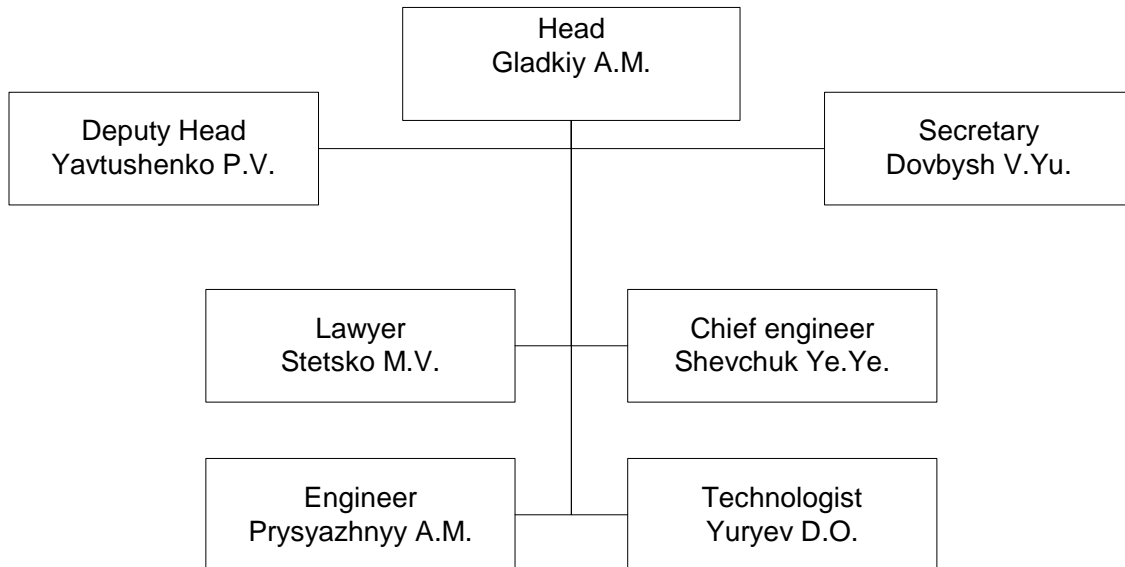 Head
Gladkiy A.M.
Deputy Head
Yavtushenko P.V.
Secretary
Dovbysh V.Yu.
Lawyer
Stetsko M.V.
Chief engineer
Shevchuk Ye.Ye.
Engineer
Prysyazhnyy A.M.
Technologist
Yuryev D.O.